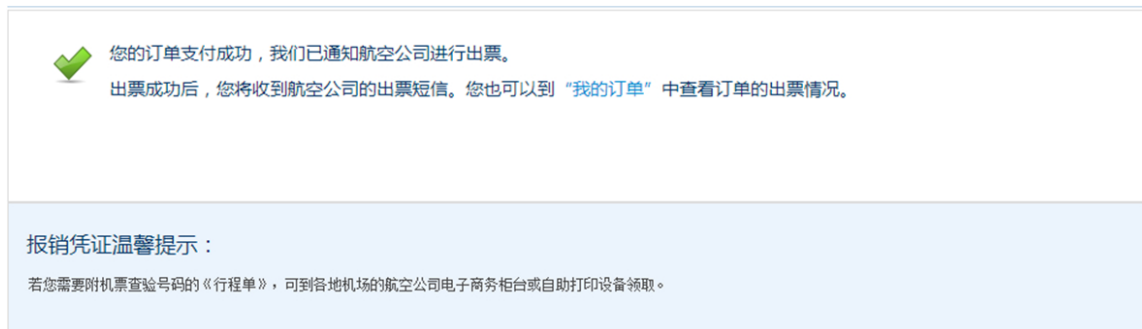 您的订单支付成功，我们已通知航空公司进行出票。
出票成功后，您将收到航空公司的出票短信。您也可以到“我的订单”中查看订单的出票情况。
报销凭证温馨提示：
若您需要附机票查验号码的《行程单》，可到各地机场的航空公司电子商务柜台或自助打印设备领取。